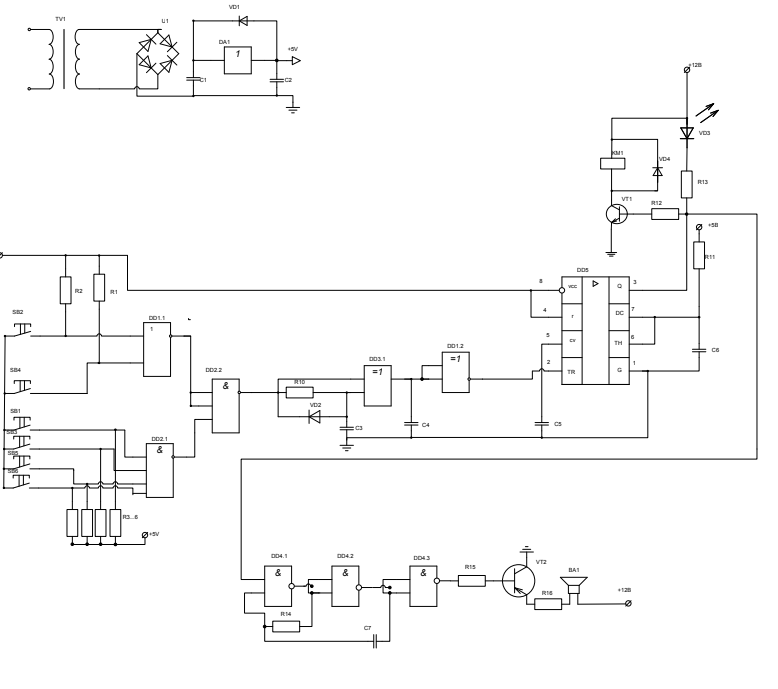 VD1
TV1
U1
DA1
1
+5V
C1
C2
+12В
VD3
KM1
VD4
VT1
R12
R13
+5В
R11
R2
R1
DD5
8
VCC
Q
3
SB2
DD1.1
1
4
r
DC
7
5
cv
TH
6
DD3.1
=1
DD1.2
=1
C6
SB4
DD2.2
&
R10
2
TR
G
1
SB1
VD2
C3
C4
C5
SB3
DD2.1
&
SB5
SB6
R3...6
+5V
DD4.1
&
DD4.2
&
DD4.3
&
R15
VT2
BA1
R16
+12В
R14
C7